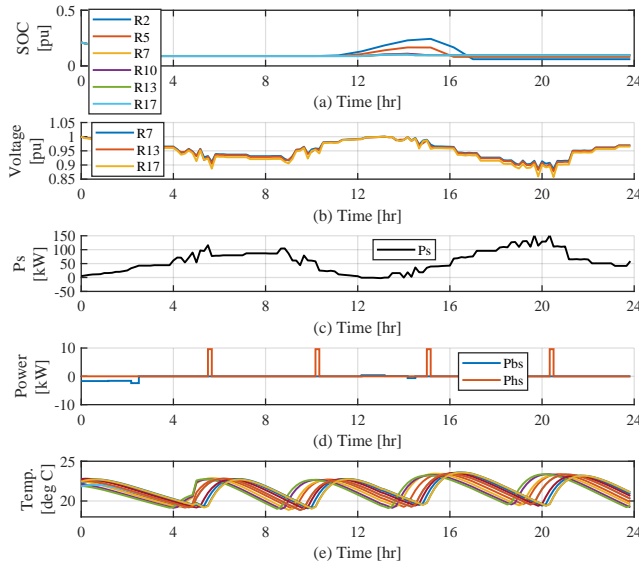 0.5
0
SOC
[pu]
R2
R5
R7
R10
R13
R17
0 4 8 12 16 20 24
(a) Time [hr]
1.05
0.95
0.85
Voltage
[pu]
R7
R13
R17
0 4 8 12 16 20 24
(b) Time [hr]
150
100
50
0
-50
Ps
[kW]
Ps
0 4 8 12 16 20 24
(c) Time [hr]
10
0
-10
Power
[kW]
Pbs
Phs
0 4 8 12 16 20 24
(d) Time [hr]
25
20
Temp.
[deg C]
0 4 8 12 16 20 24
(e) Time [hr]